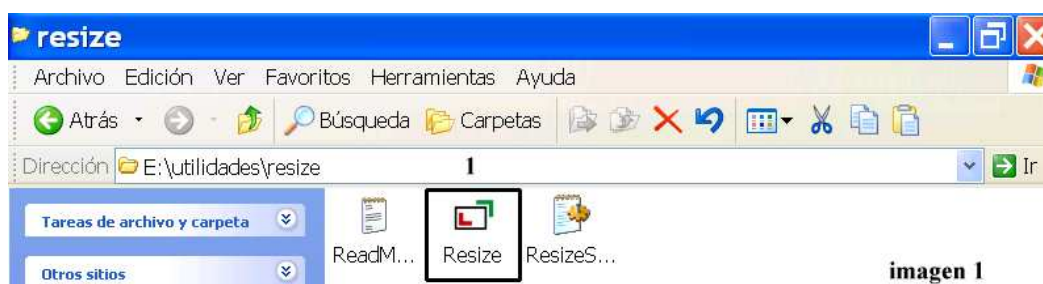 resize
Archivo Edición Ver Favoritos Herramientas Ayuda
Atrás Búsqueda Carpetas
Dirección E:\utilidades\resize 1 Ir
Tareas de archivo y carpeta
ReadM... Resize ResizeS...
Otros sitios
imagen 1